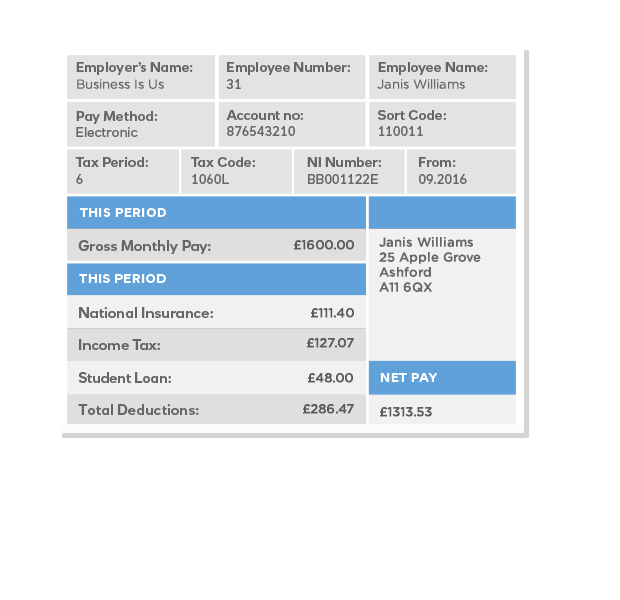 Employer's Name:
Business Is Us
Employee Number:
31
Employee Name:
Janis Williams
Pay Method:
Electronic
Account no:
876543210
Sort Code:
110011
Tax Period:
6
Tax Code:
1060L
NI Number:
BB001122E
From:
09.2016
THIS PERIOD
Gross Monthly Pay: £1600.00
THIS PERIOD
National Insurance: £111.40
Income Tax: £127.07
Student Loan: £48.00
Total Deductions: £286.47
Janis Williams
25 Apple Grove
Ashford
A11 6QX
NET PAY
£1313.53